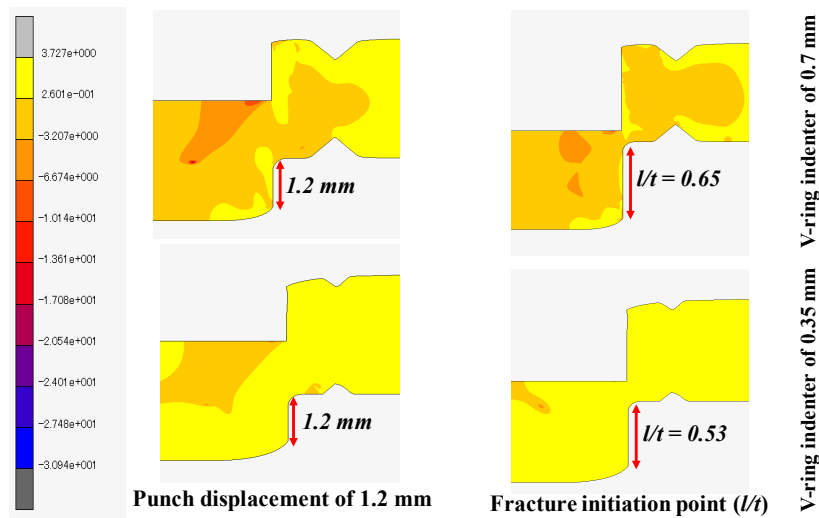 3.727e+000
2.601e-001
-3.207e+000
-6.674e+000
-1.014e+001
-1.361e+001
-1.708e+001
-2.054e+001
-2.401e+001
-2.748e+001
-3.094e+001
1.2 mm
l/t = 0.65
V-ring indenter of 0.7 mm
1.2 mm
l/t = 0.53
V-ring indenter of 0.35 mm
Punch displacement of 1.2 mm
Fracture initiation point (l/t)